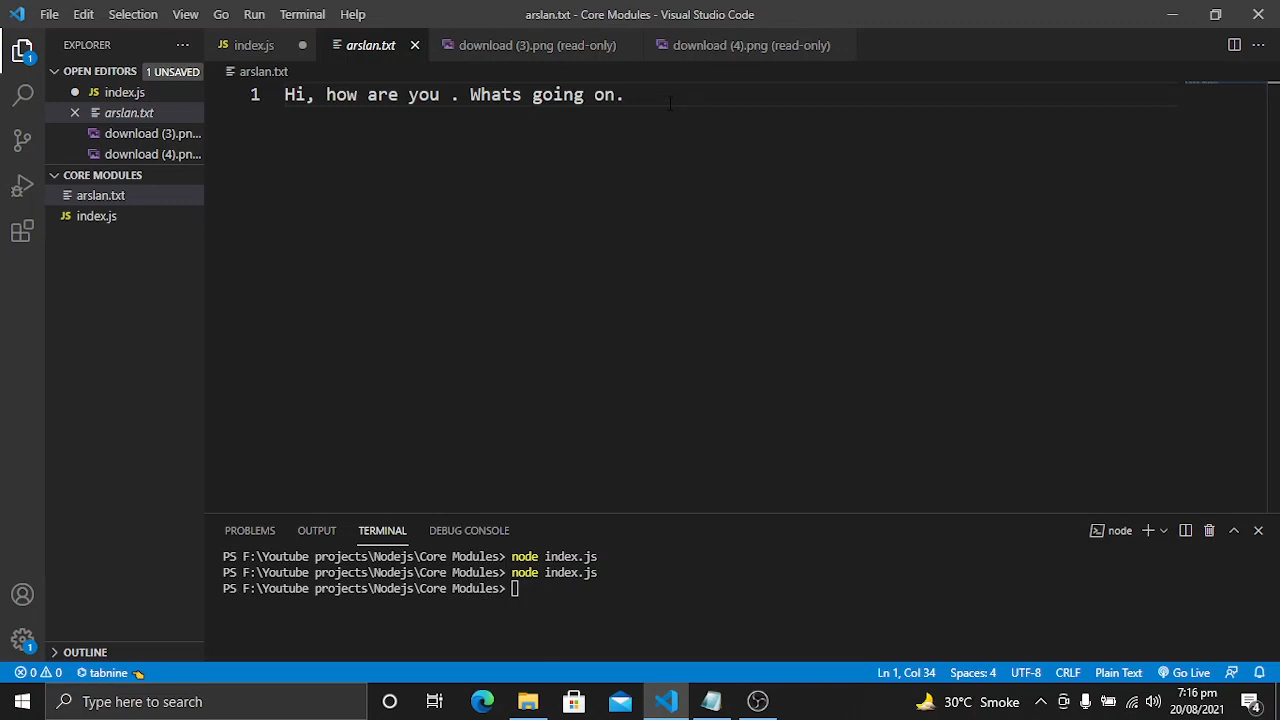 File Edit Selection View Go Run Terminal Help
arslan.txt - Core Modules - Visual Studio Code
EXPLORER
index.js
arslan.txt
download (3).png (read-only)
download (4).png (read-only)
OPEN EDITORS 1 UNSAVED
JS index.js
arslan.txt
download (3).pn...
download (4).pn...
CORE MODULES
arslan.txt
JS index.js
arslan.txt
1 Hi, how are you . Whats going on.
PROBLEMS OUTPUT TERMINAL DEBUG CONSOLE
node
PS F:\Youtube projects\Nodejs\Core Modules> node index.js
PS F:\Youtube projects\Nodejs\Core Modules> node index.js
PS F:\Youtube projects\Nodejs\Core Modules>
OUTLINE
0 0 tabnine
Ln 1, Col 34 Spaces: 4 UTF-8 CRLF Plain Text Go Live
Type here to search
30°C Smoke
7:16 pm
20/08/2021
4